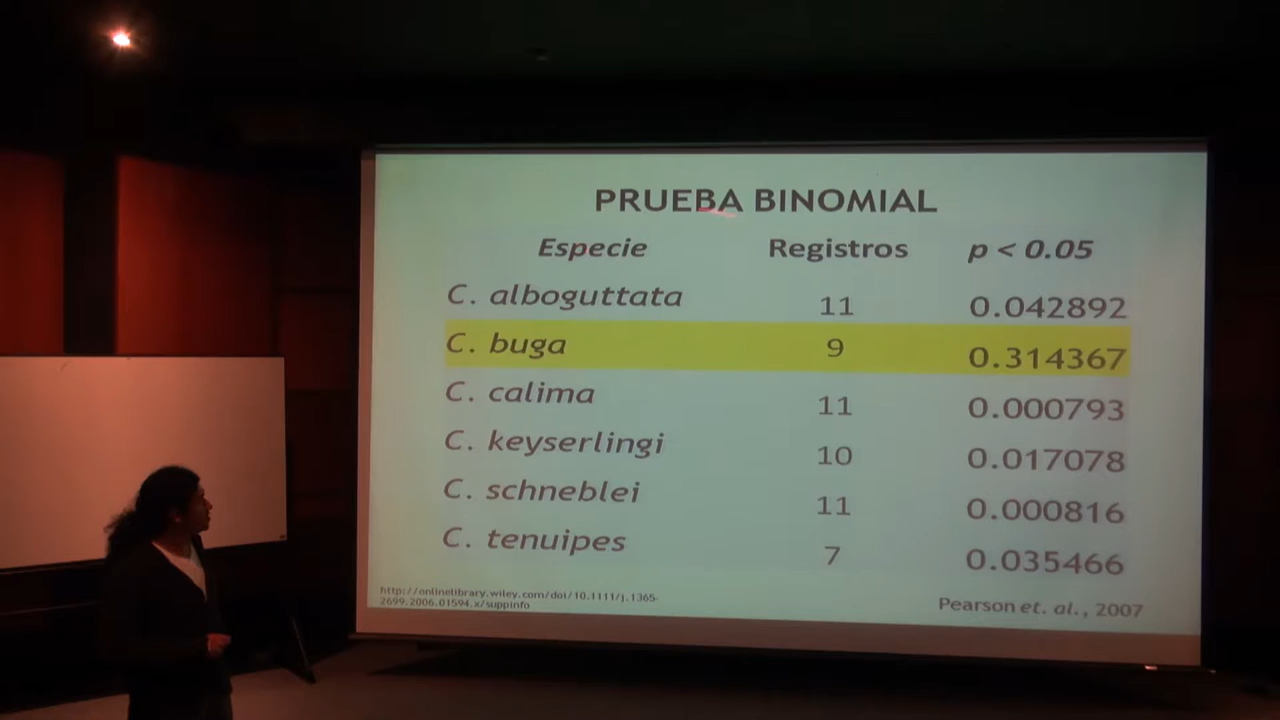 PRUEBA BINOMIAL
Especie Registros p < 0.05
C. alboguttata 11 0.042892
C. buga 9 0.314367
C. calima 11 0.000793
C. keyserlingi 10 0.017078
C. schneblei 11 0.000816
C. tenuipes 7 0.035466
http://onlinelibrary.wiley.com/doi/10.1111/j.1365-
2699.2006.01594.x/suppinfo
Pearson et. al., 2007